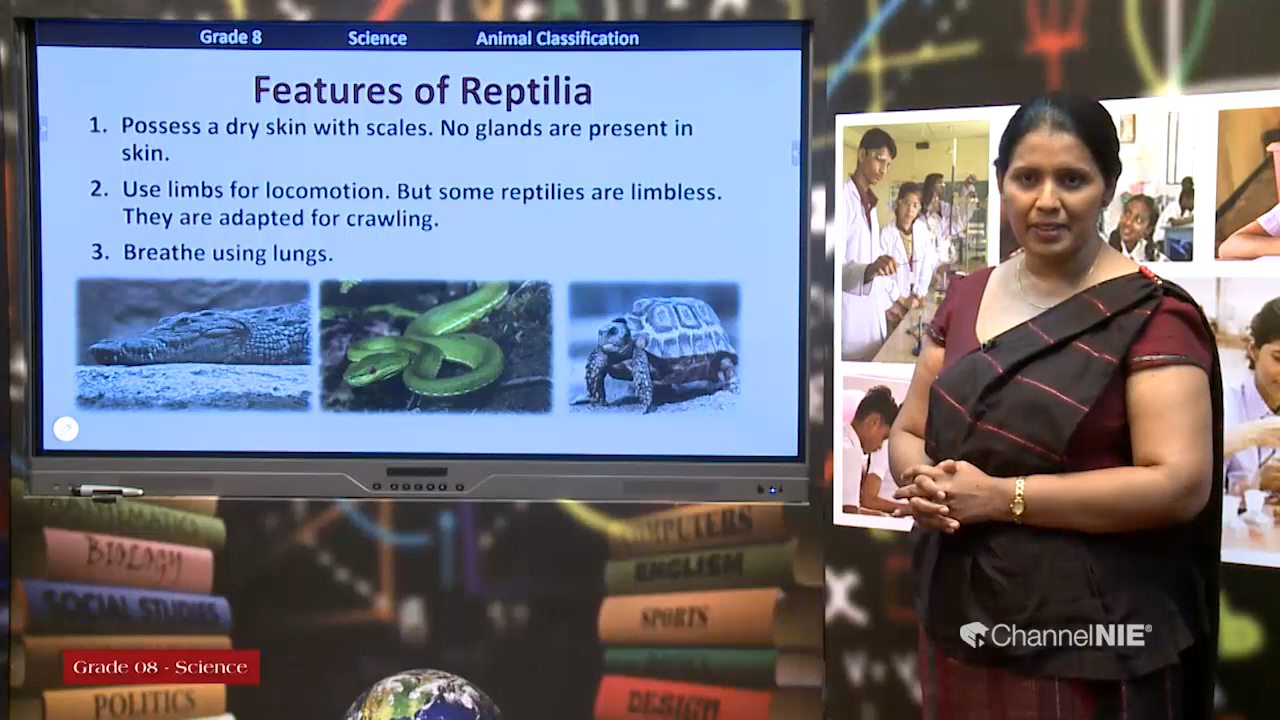 Grade 8 Science Animal Classification
Features of Reptilia
1. Possess a dry skin with scales. No glands are present in
skin.
2. Use limbs for locomotion. But some reptilies are limbless.
They are adapted for crawling.
3. Breathe using lungs.
MATHEMATICS
BIOLOGY
SOCIAL STUDIES
POLITICS
COMPUTERS
ENGLISH
SPORTS
DESIGN
Grade 08 - Science
ChannelNIE®